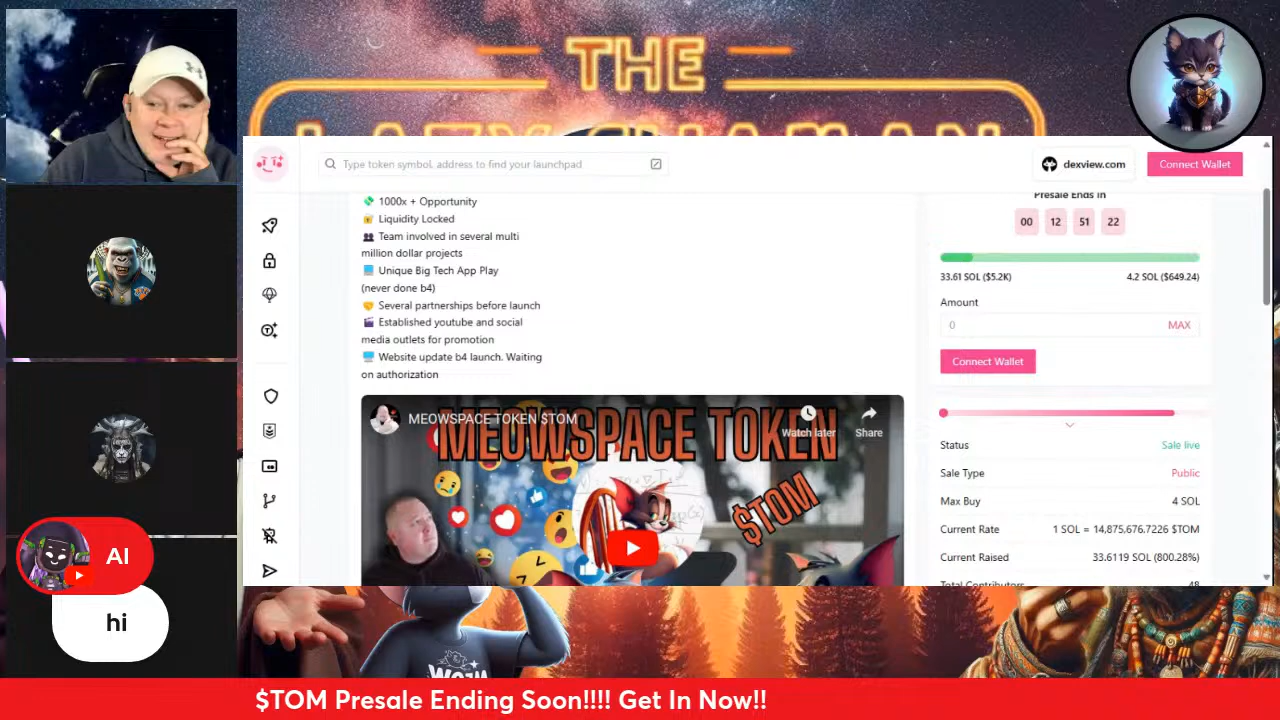 THE
LAZY SHAMAN
Type token symbol, address to find your launchpad
dexview.com
Connect Wallet
💸 1000x + Opportunity
🔐 Liquidity Locked
👥 Team involved in several multi
million dollar projects
💻 Unique Big Tech App Play
(never done b4)
🤝 Several partnerships before launch
🎬 Established youtube and social
media outlets for promotion
🖥️ Website update b4 launch. Waiting
on authorization
MEOWSPACE TOKEN $TOM
Watch later
Share
MEOWSPACE TOKEN
$TOM
Presale Ends In
00 12 51 22
33.61 SOL ($5.2K)
4.2 SOL ($649.24)
Amount
0
MAX
Connect Wallet
Status
Sale live
Sale Type
Public
Max Buy
4 SOL
Current Rate
1 SOL = 14,875,676.7226 $TOM
Current Raised
33.6119 SOL (800.28%)
Total Contributors
48
AI
hi
$TOM Presale Ending Soon!!!! Get In Now!!